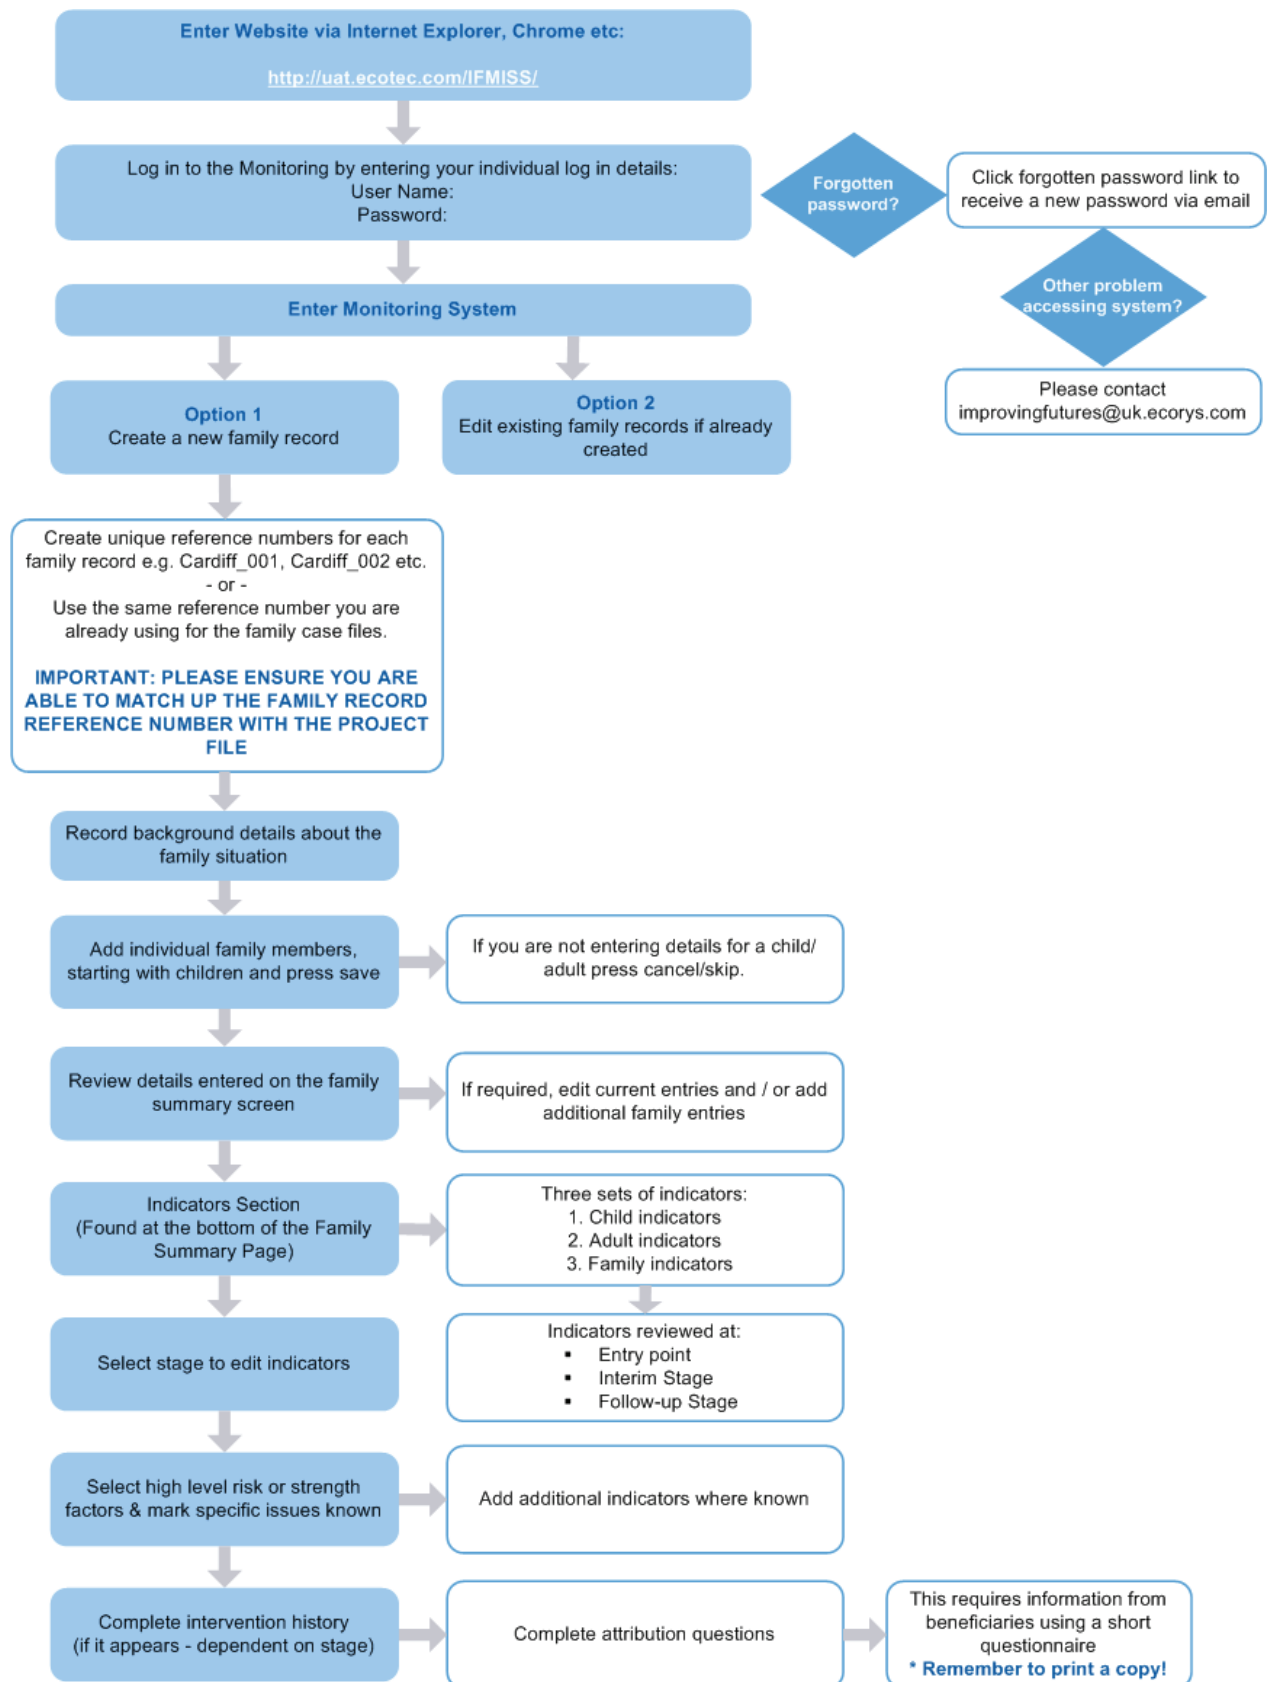 Enter Website via Internet Explorer, Chrome etc:
http://uat.ecotec.com/IFMISS/
Log in to the Monitoring by entering your individual log in details:
User Name:
Password:
Forgotten
password?
Click forgotten password link to
receive a new password via email
Other problem
accessing system?
Please contact
improvingfutures@uk.ecorys.com
Enter Monitoring System
Option 1
Create a new family record
Option 2
Edit existing family records if already
created
Create unique reference numbers for each
family record e.g. Cardiff_001, Cardiff_002 etc.
- or -
Use the same reference number you are
already using for the family case files.
IMPORTANT: PLEASE ENSURE YOU ARE
ABLE TO MATCH UP THE FAMILY RECORD
REFERENCE NUMBER WITH THE PROJECT
FILE
Record background details about the
family situation
Add individual family members,
starting with children and press save
If you are not entering details for a child/
adult press cancel/skip.
Review details entered on the family
summary screen
If required, edit current entries and / or add
additional family entries
Indicators Section
(Found at the bottom of the Family
Summary Page)
Three sets of indicators:
1. Child indicators
2. Adult indicators
3. Family indicators
Select stage to edit indicators
Indicators reviewed at:
▪ Entry point
▪ Interim Stage
▪ Follow-up Stage
Select high level risk or strength
factors & mark specific issues known
Add additional indicators where known
Complete intervention history
(if it appears - dependent on stage)
Complete attribution questions
This requires information from
beneficiaries using a short
questionnaire
* Remember to print a copy!